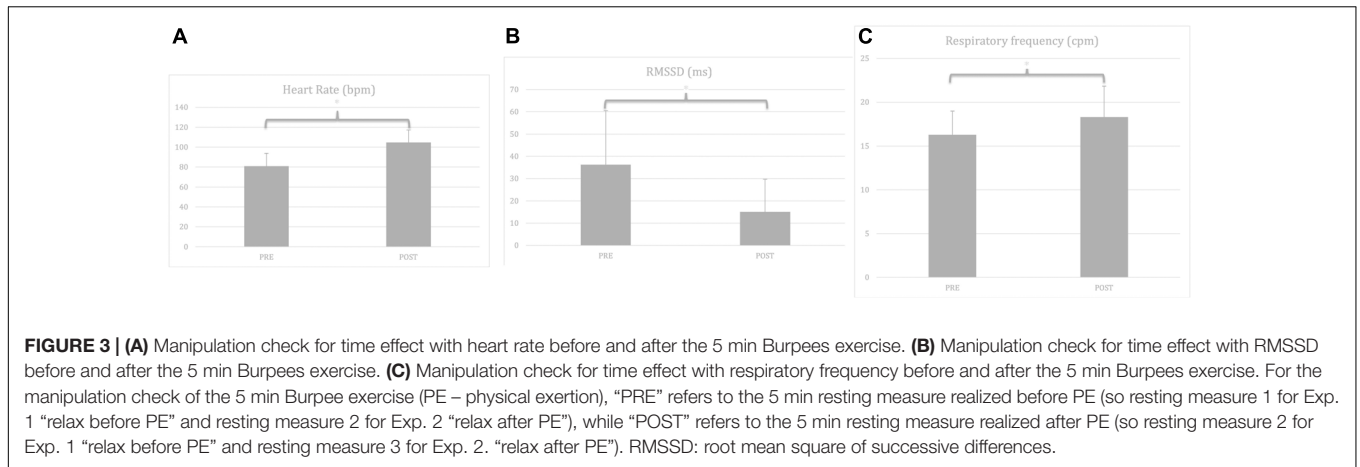 A
B
C
Heart Rate (bpm)
*
140
120
100
80
60
40
20
0
PRE POST
RMSSD (ms)
*
70
60
50
40
30
20
10
0
PRE POST
Respiratory frequency (cpm)
*
25
20
15
10
5
0
PRE POST
FIGURE 3 | (A) Manipulation check for time effect with heart rate before and after the 5 min Burpees exercise. (B) Manipulation check for time effect with RMSSD
before and after the 5 min Burpees exercise. (C) Manipulation check for time effect with respiratory frequency before and after the 5 min Burpees exercise. For the
manipulation check of the 5 min Burpee exercise (PE – physical exertion), “PRE” refers to the 5 min resting measure realized before PE (so resting measure 1 for Exp.
1 “relax before PE” and resting measure 2 for Exp. 2 “relax after PE”), while “POST” refers to the 5 min resting measure realized after PE (so resting measure 2 for
Exp. 1 “relax before PE” and resting measure 3 for Exp. 2. “relax after PE”). RMSSD: root mean square of successive differences.